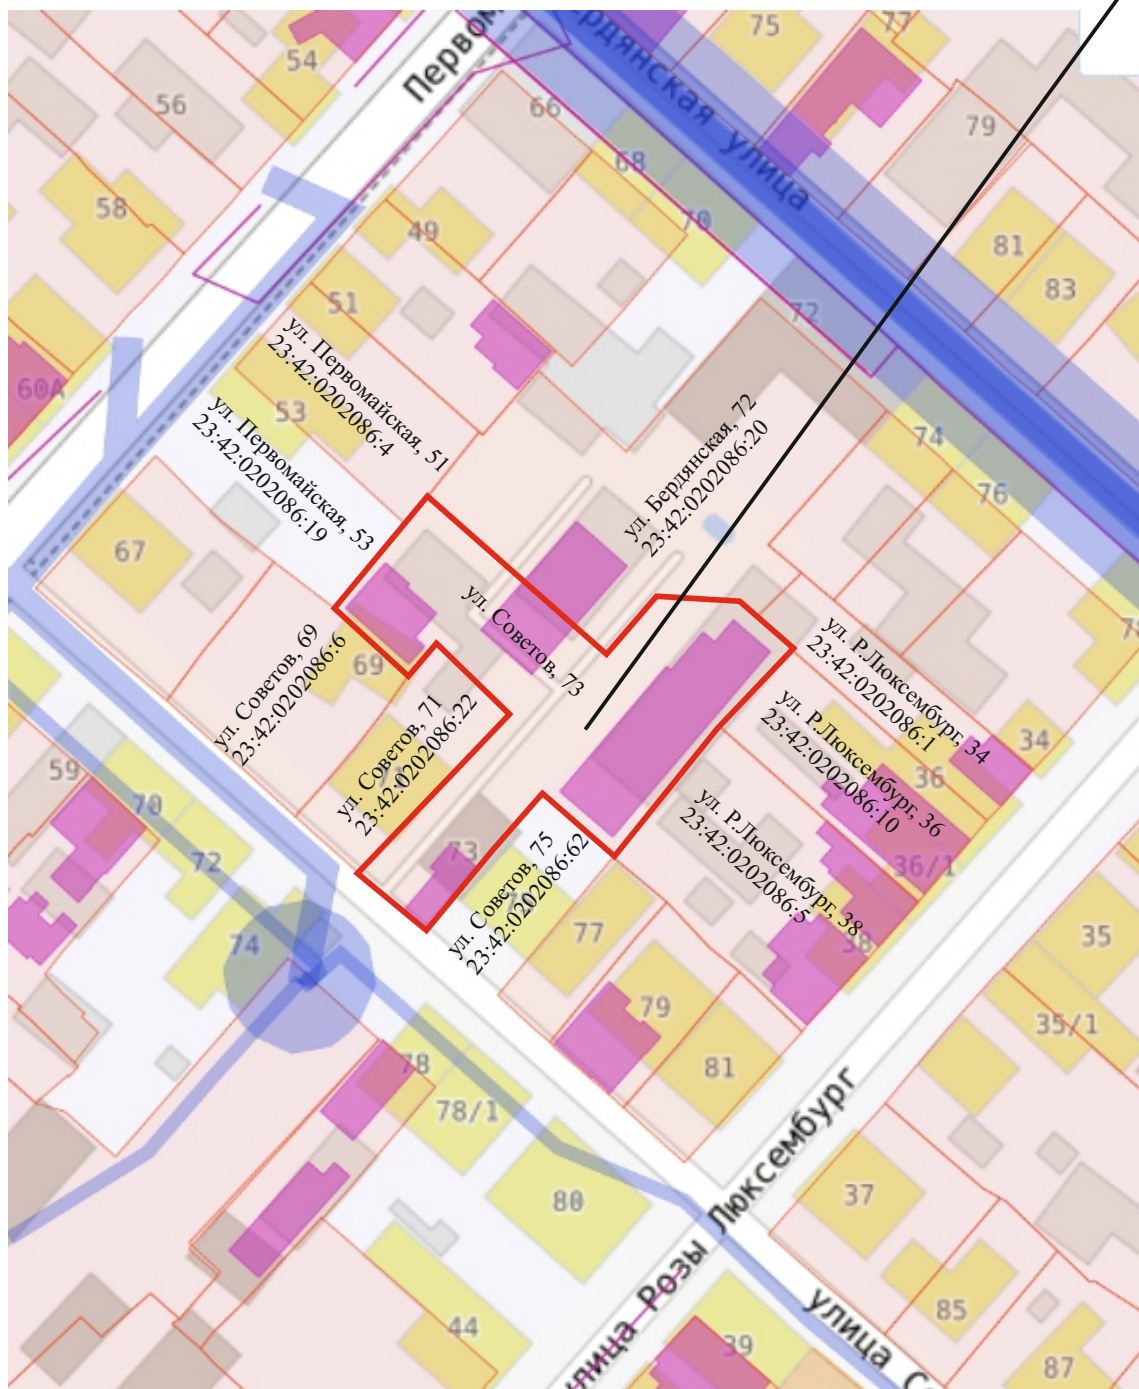 Первом
рдянская улица
75
77
54
56
66
79
68
58
70
49
81
83
51
72
60А
53
74
76
67
ул. Первомайская, 51
23:42:0202086:4
ул. Первомайская, 53
23:42:0202086:19
ул. Бердянская, 72
23:42:0202086:20
ул. Советов, 73
ул. Советов, 69
23:42:0202086:6
69
ул. Советов, 71
23:42:0202086:22
ул. Р.Люксембург, 34
23:42:0202086:1
34
ул. Р.Люксембург, 36
23:42:0202086:10
36
36/1
ул. Р.Люксембург, 38
23:42:0202086:5
38
59
70
72
73
ул. Советов, 75
23:42:0202086:62
74
77
35
79
35/1
81
78
78/1
80
37
Люксембург
Розы
улица
44
39
85
87
улица Со